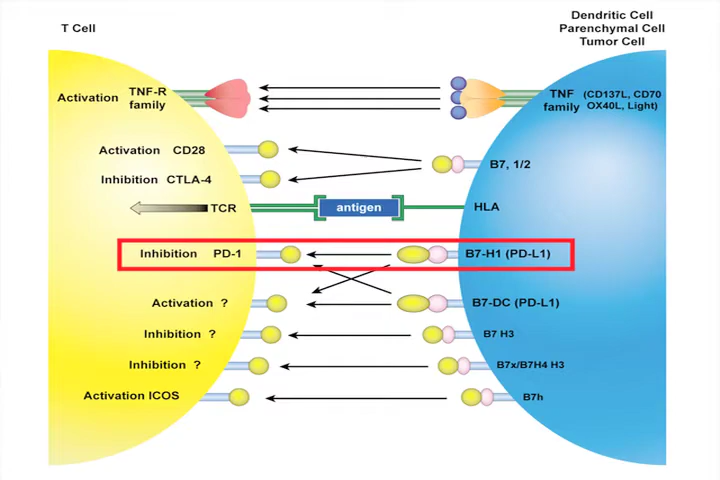 T Cell
Dendritic Cell
Parenchymal Cell
Tumor Cell
Activation TNF-R
family
TNF (CD137L, CD70
family OX40L, Light)
Activation CD28
Inhibition CTLA-4
B7, 1/2
TCR
antigen
HLA
Inhibition PD-1
B7-H1 (PD-L1)
Activation ?
B7-DC (PD-L1)
Inhibition ?
B7 H3
Inhibition ?
B7x/B7H4 H3
Activation ICOS
B7h